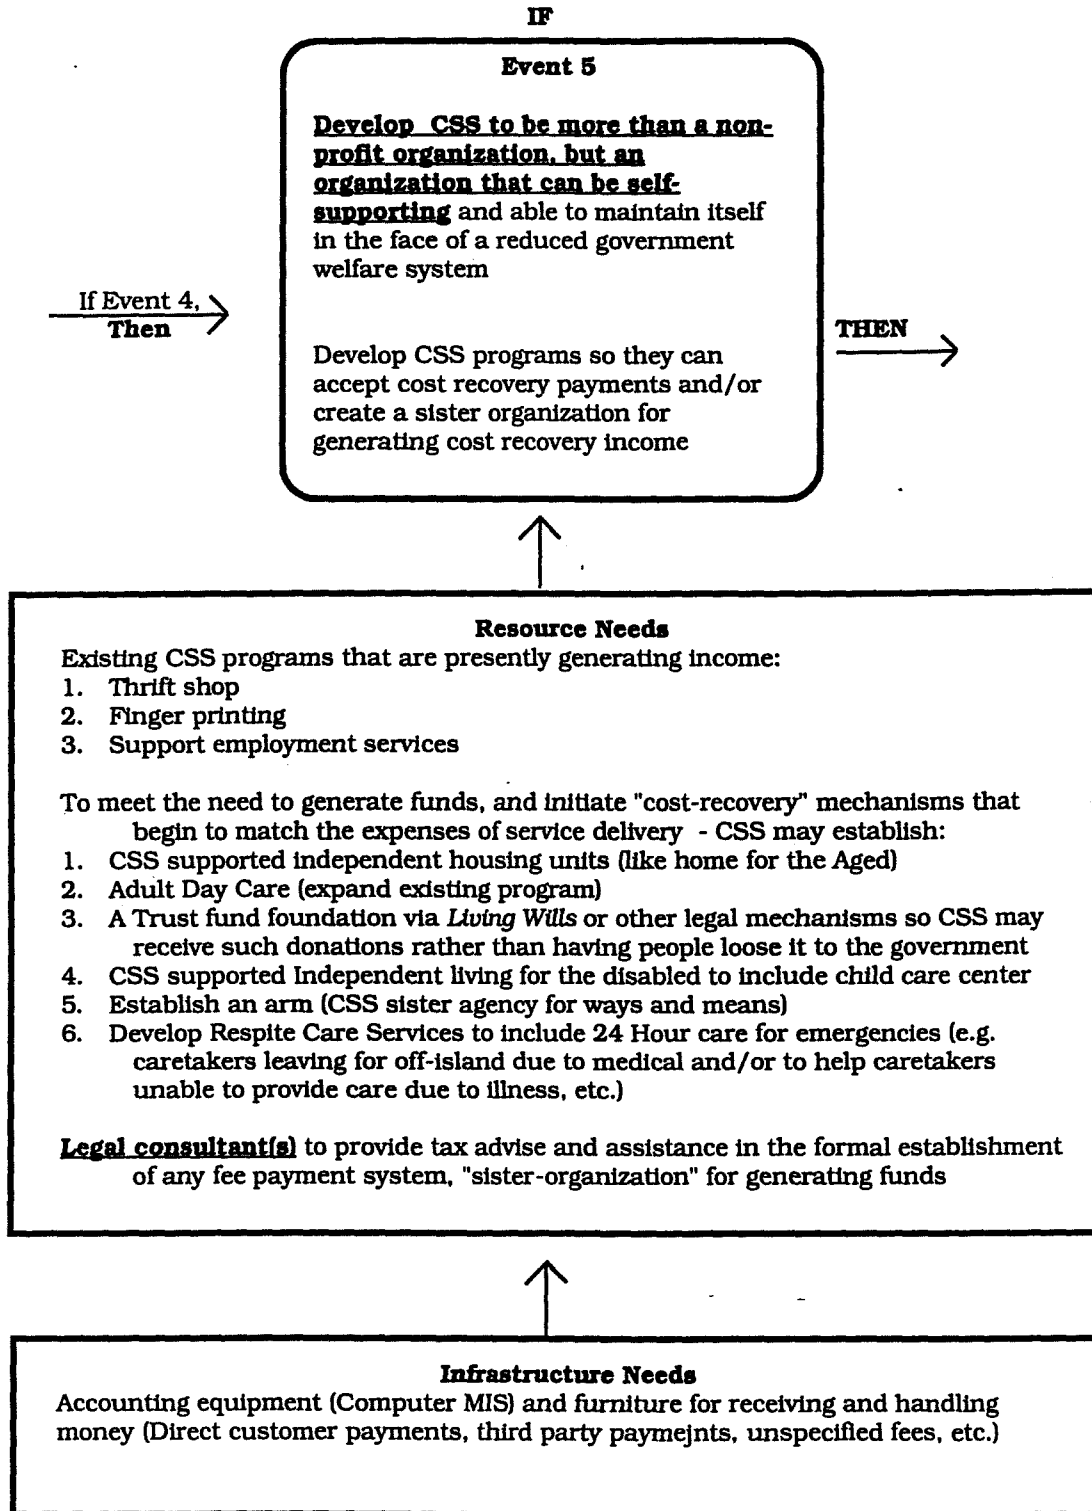 IF
Event 5
Develop CSS to be more than a non-
profit organization, but an
organization that can be self-
supporting and able to maintain itself
in the face of a reduced government
welfare system
If Event 4,
Then
THEN
Develop CSS programs so they can
accept cost recovery payments and/or
create a sister organization for
generating cost recovery income
Resource Needs
Existing CSS programs that are presently generating income:
1. Thrift shop
2. Finger printing
3. Support employment services
To meet the need to generate funds, and initiate "cost-recovery" mechanisms that
begin to match the expenses of service delivery - CSS may establish:
1. CSS supported independent housing units (like home for the Aged)
2. Adult Day Care (expand existing program)
3. A Trust fund foundation via Living Wills or other legal mechanisms so CSS may
receive such donations rather than having people loose it to the government
4. CSS supported Independent living for the disabled to include child care center
5. Establish an arm (CSS sister agency for ways and means)
6. Develop Respite Care Services to include 24 Hour care for emergencies (e.g.
caretakers leaving for off-island due to medical and/or to help caretakers
unable to provide care due to illness, etc.)
Legal consultant(s) to provide tax advise and assistance in the formal establishment
of any fee payment system, "sister-organization" for generating funds
Infrastructure Needs
Accounting equipment (Computer MIS) and furniture for receiving and handling
money (Direct customer payments, third party paymejnts, unspecified fees, etc.)